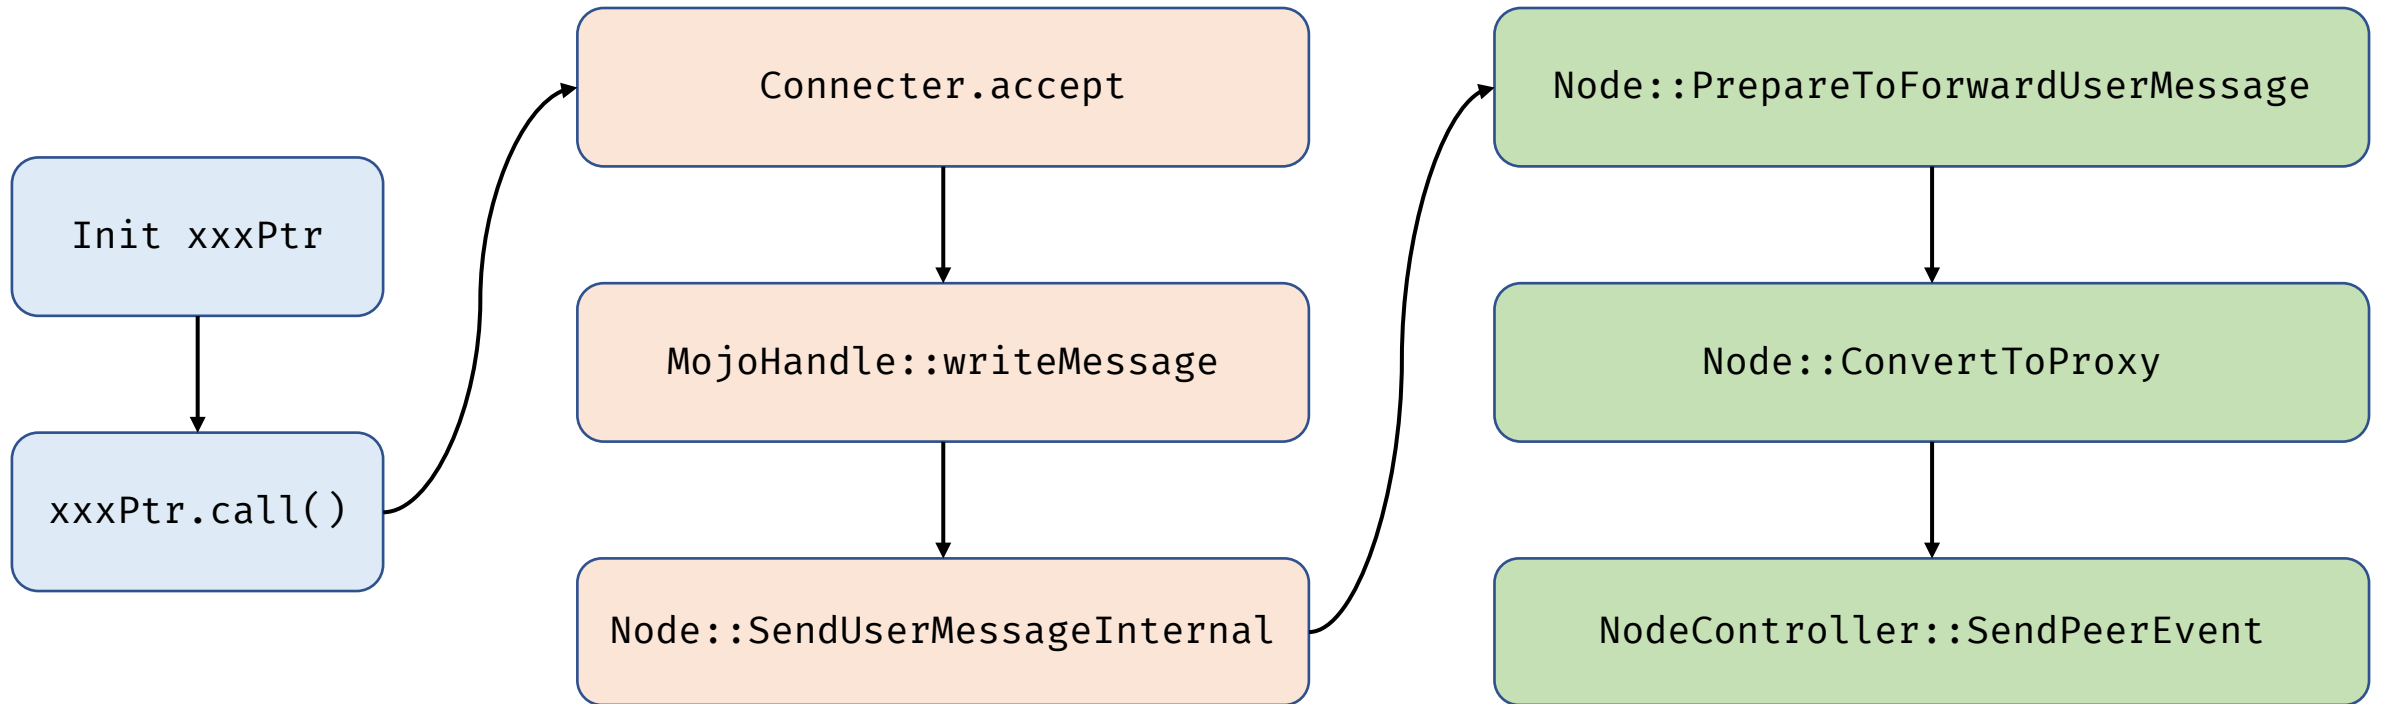 Init xxxPtr
xxxPtr.call()
Connecter.accept
MojoHandle::writeMessage
Node::SendUserMessageInternal
Node::PrepareToForwardUserMessage
Node::ConvertToProxy
NodeController::SendPeerEvent